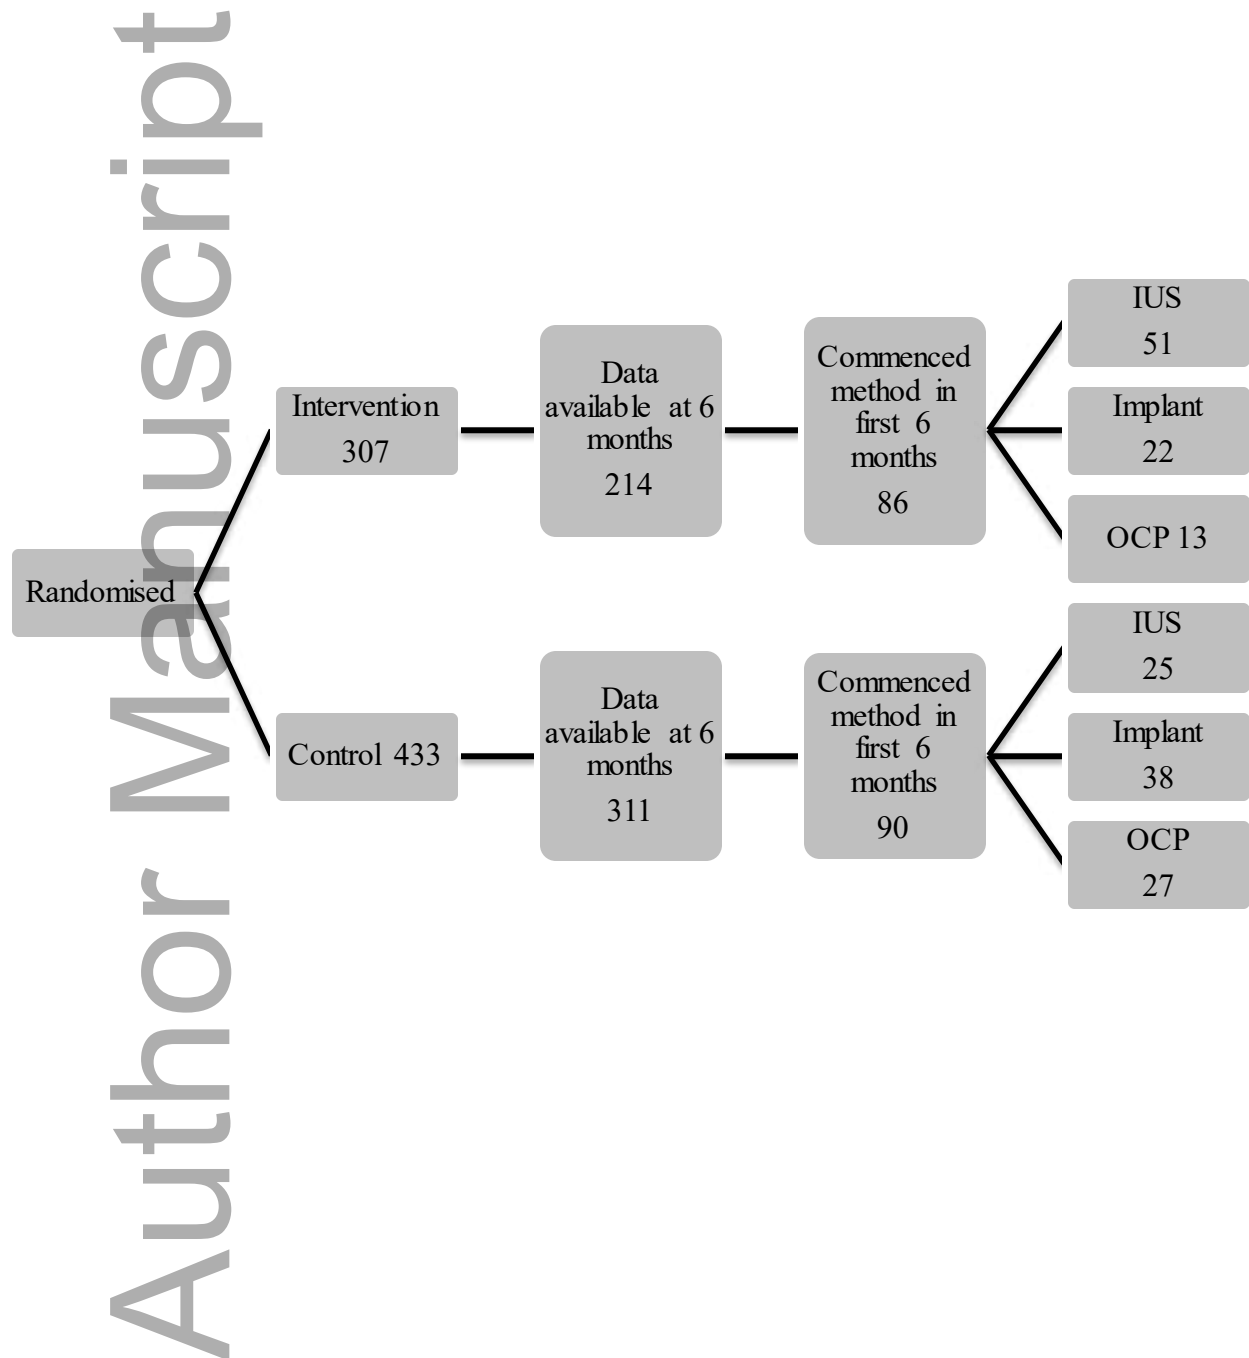 Author Manuscript
Randomised
Intervention
307
Data
available at 6
months
214
Commenced
method in
first 6
months
86
IUS
51
Implant
22
OCP 13
Control 433
Data
available at 6
months
311
Commenced
method in
first 6
months
90
IUS
25
Implant
38
OCP
27